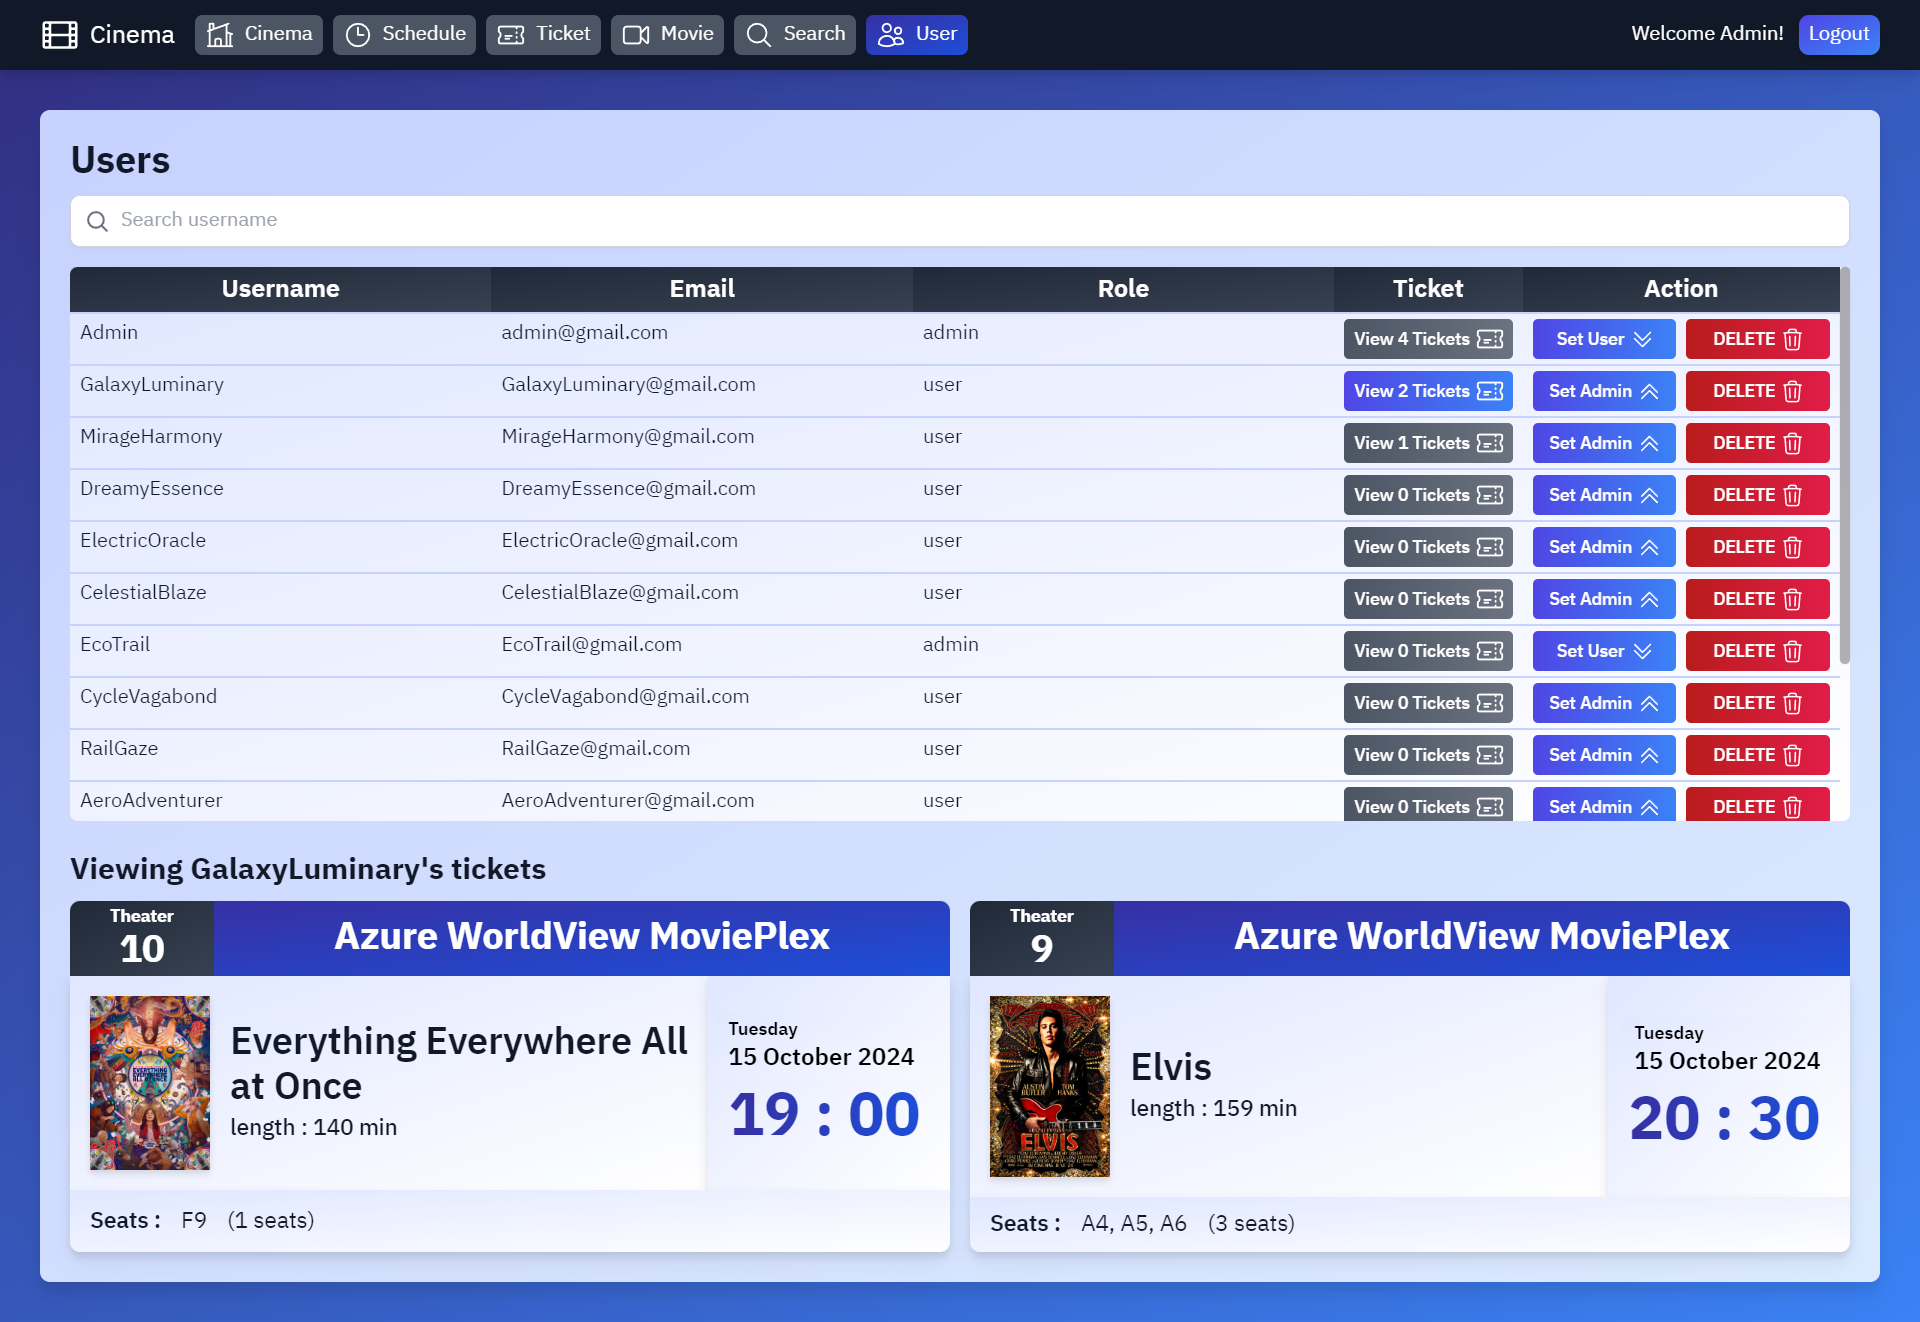 Cinema Cinema Schedule Ticket Movie Search User Welcome Admin! Logout
Users
Search username
Username Email Role Ticket Action
Admin admin@gmail.com admin View 4 Tickets Set User DELETE
GalaxyLuminary GalaxyLuminary@gmail.com user View 2 Tickets Set Admin DELETE
MirageHarmony MirageHarmony@gmail.com user View 1 Tickets Set Admin DELETE
DreamyEssence DreamyEssence@gmail.com user View 0 Tickets Set Admin DELETE
ElectricOracle ElectricOracle@gmail.com user View 0 Tickets Set Admin DELETE
CelestialBlaze CelestialBlaze@gmail.com user View 0 Tickets Set Admin DELETE
EcoTrail EcoTrail@gmail.com admin View 0 Tickets Set User DELETE
CycleVagabond CycleVagabond@gmail.com user View 0 Tickets Set Admin DELETE
RailGaze RailGaze@gmail.com user View 0 Tickets Set Admin DELETE
AeroAdventurer AeroAdventurer@gmail.com user View 0 Tickets Set Admin DELETE
Viewing GalaxyLuminary's tickets
Theater
10
Azure WorldView MoviePlex
EVERYTHING
EVERYWHERE
ALL AT ONCE
Everything Everywhere All
at Once
length : 140 min
Tuesday
15 October 2024
19 : 00
Seats : F9 (1 seats)
Theater
9
Azure WorldView MoviePlex
AUSTIN TOM
BUTLER HANKS
ELVIS
Elvis
length : 159 min
Tuesday
15 October 2024
20 : 30
Seats : A4, A5, A6 (3 seats)